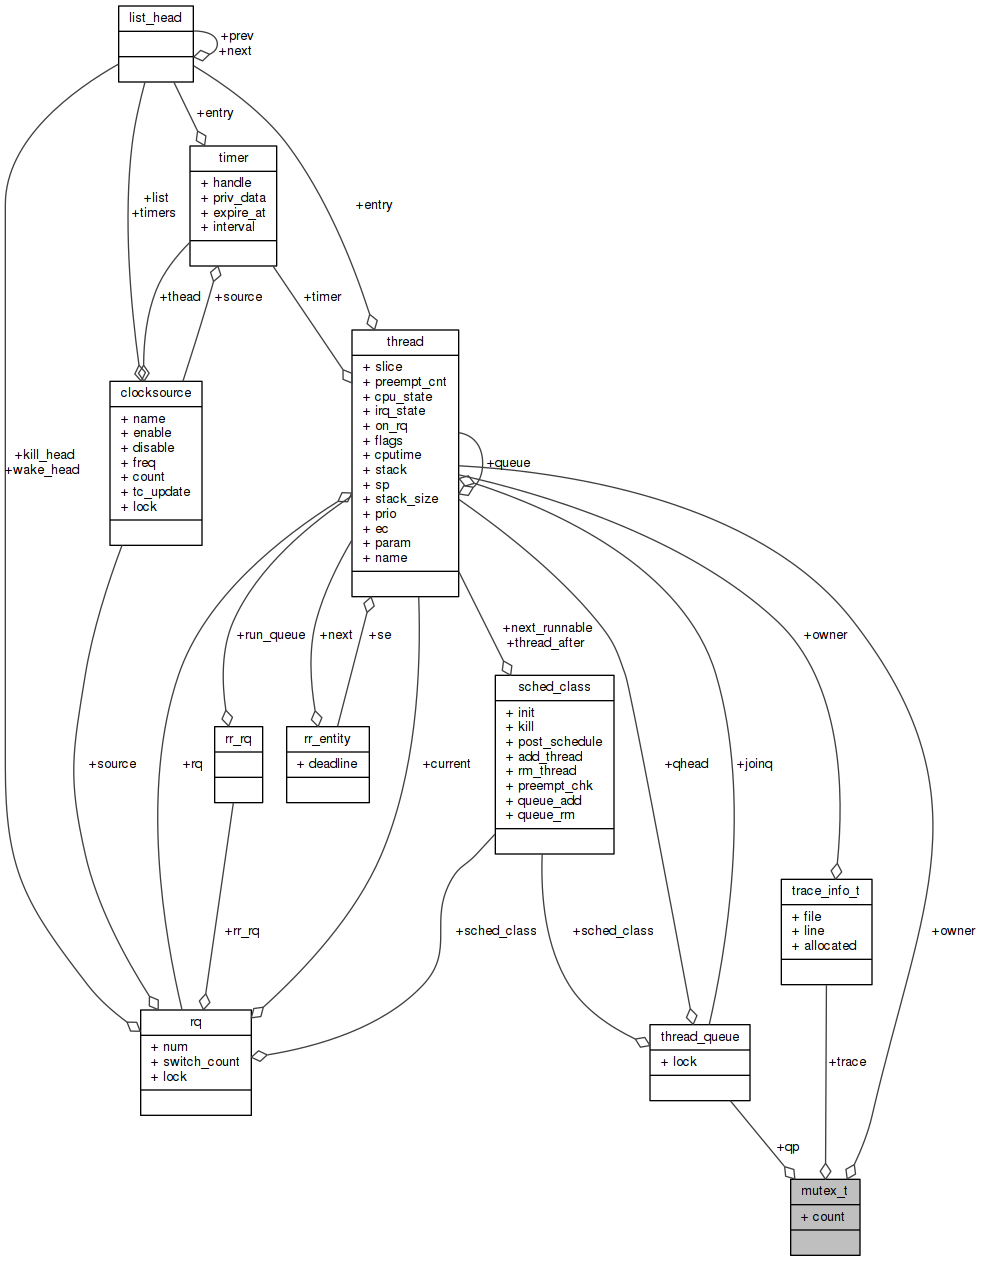 list_head
+prev
+next
+entry
timer
+ handle
+ priv_data
+ expire_at
+ interval
+list
+timers
+entry
+thead
+source
+timer
thread
+ slice
+ preempt_cnt
+ cpu_state
+ irq_state
+ on_rq
+ flags
+ cputime
+ stack
+ sp
+ stack_size
+ prio
+ ec
+ param
+ name
clocksource
+ name
+ enable
+ disable
+ freq
+ count
+ tc_update
+ lock
+kill_head
+wake_head
+queue
+run_queue
+next
+se
+next_runnable
+thread_after
+owner
sched_class
+ init
+ kill
+ post_schedule
+ add_thread
+ rm_thread
+ preempt_chk
+ queue_add
+ queue_rm
rr_rq
rr_entity
+ deadline
+source
+rq
+current
+qhead
+joinq
trace_info_t
+ file
+ line
+ allocated
+rr_rq
+sched_class
+sched_class
+owner
rq
+ num
+ switch_count
+ lock
thread_queue
+ lock
+trace
+qp
mutex_t
+ count